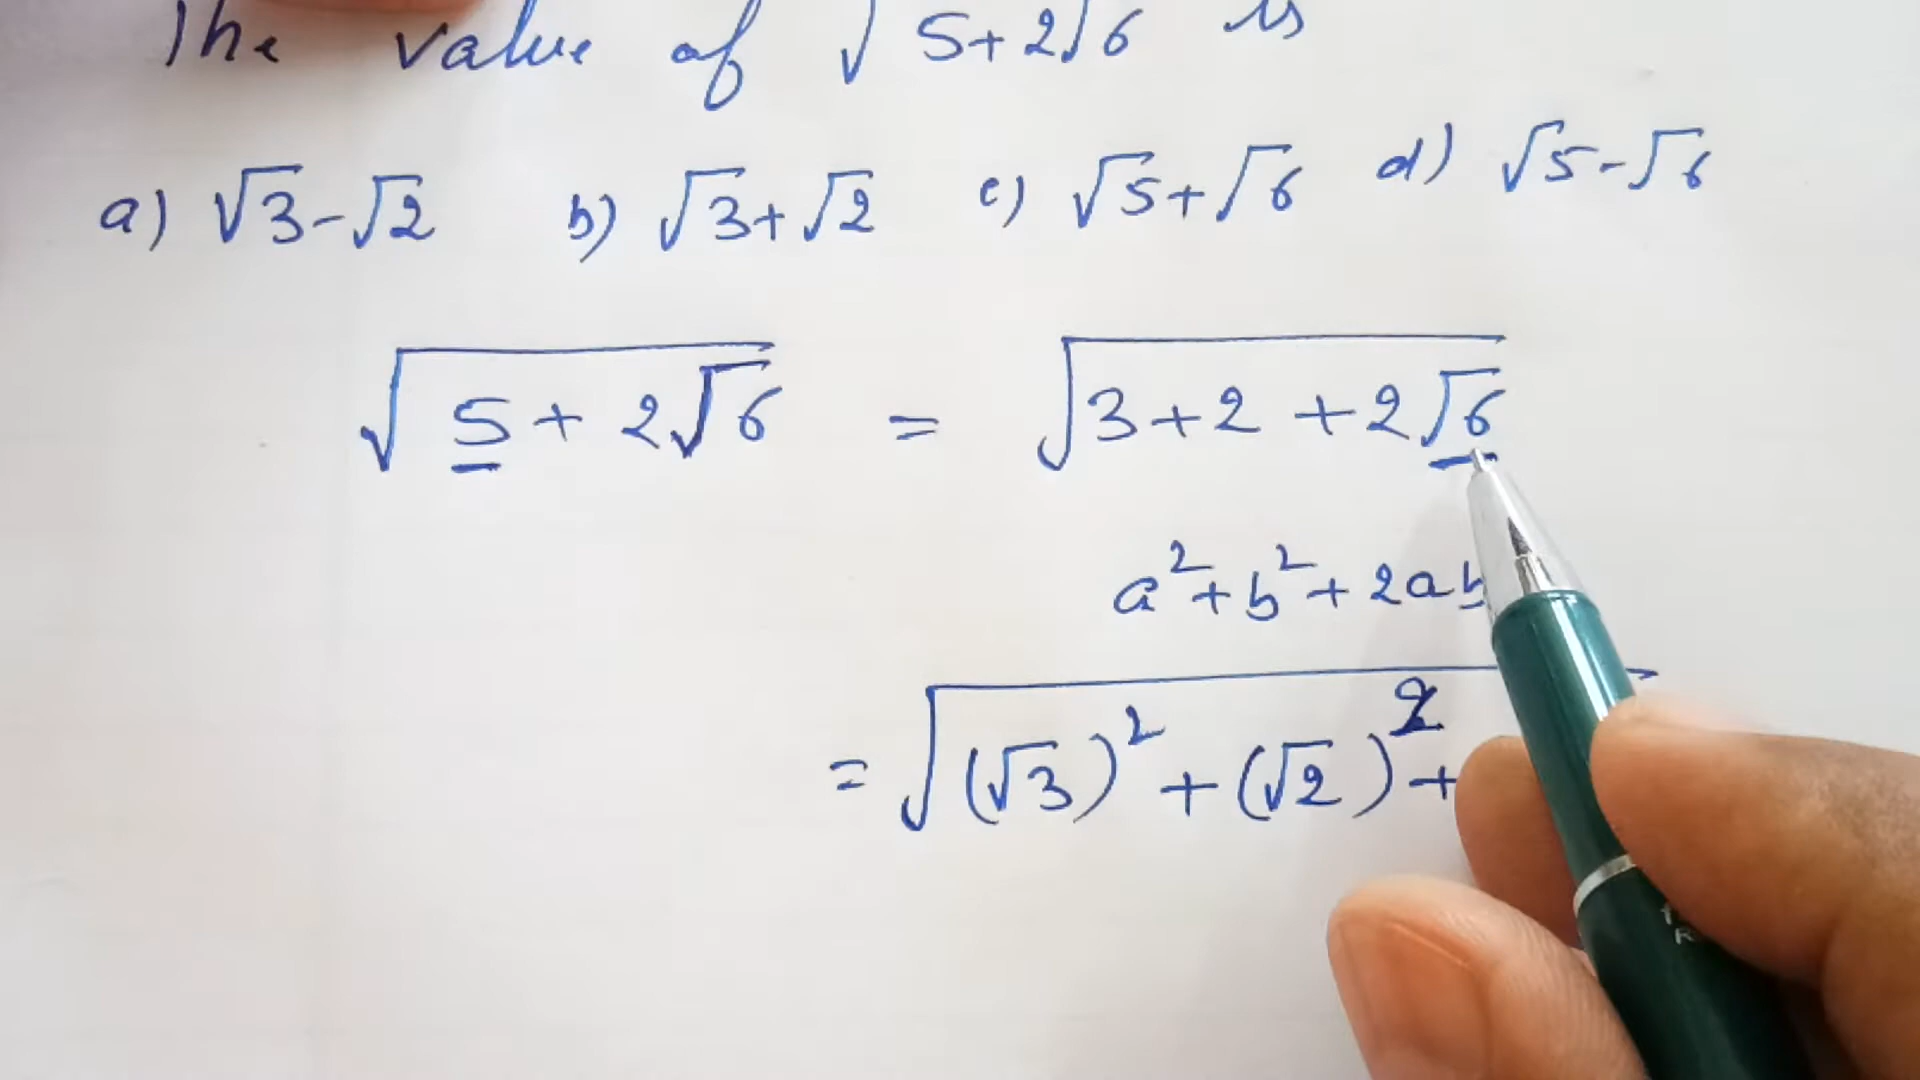 The value of √5+2√6 is
a) √3-√2 b) √3+√2 c) √5+√6 d) √5-√6
√5+2√6 = √3+2+2√6
a²+b²+2ab
= √(√3)²+(√2)²+